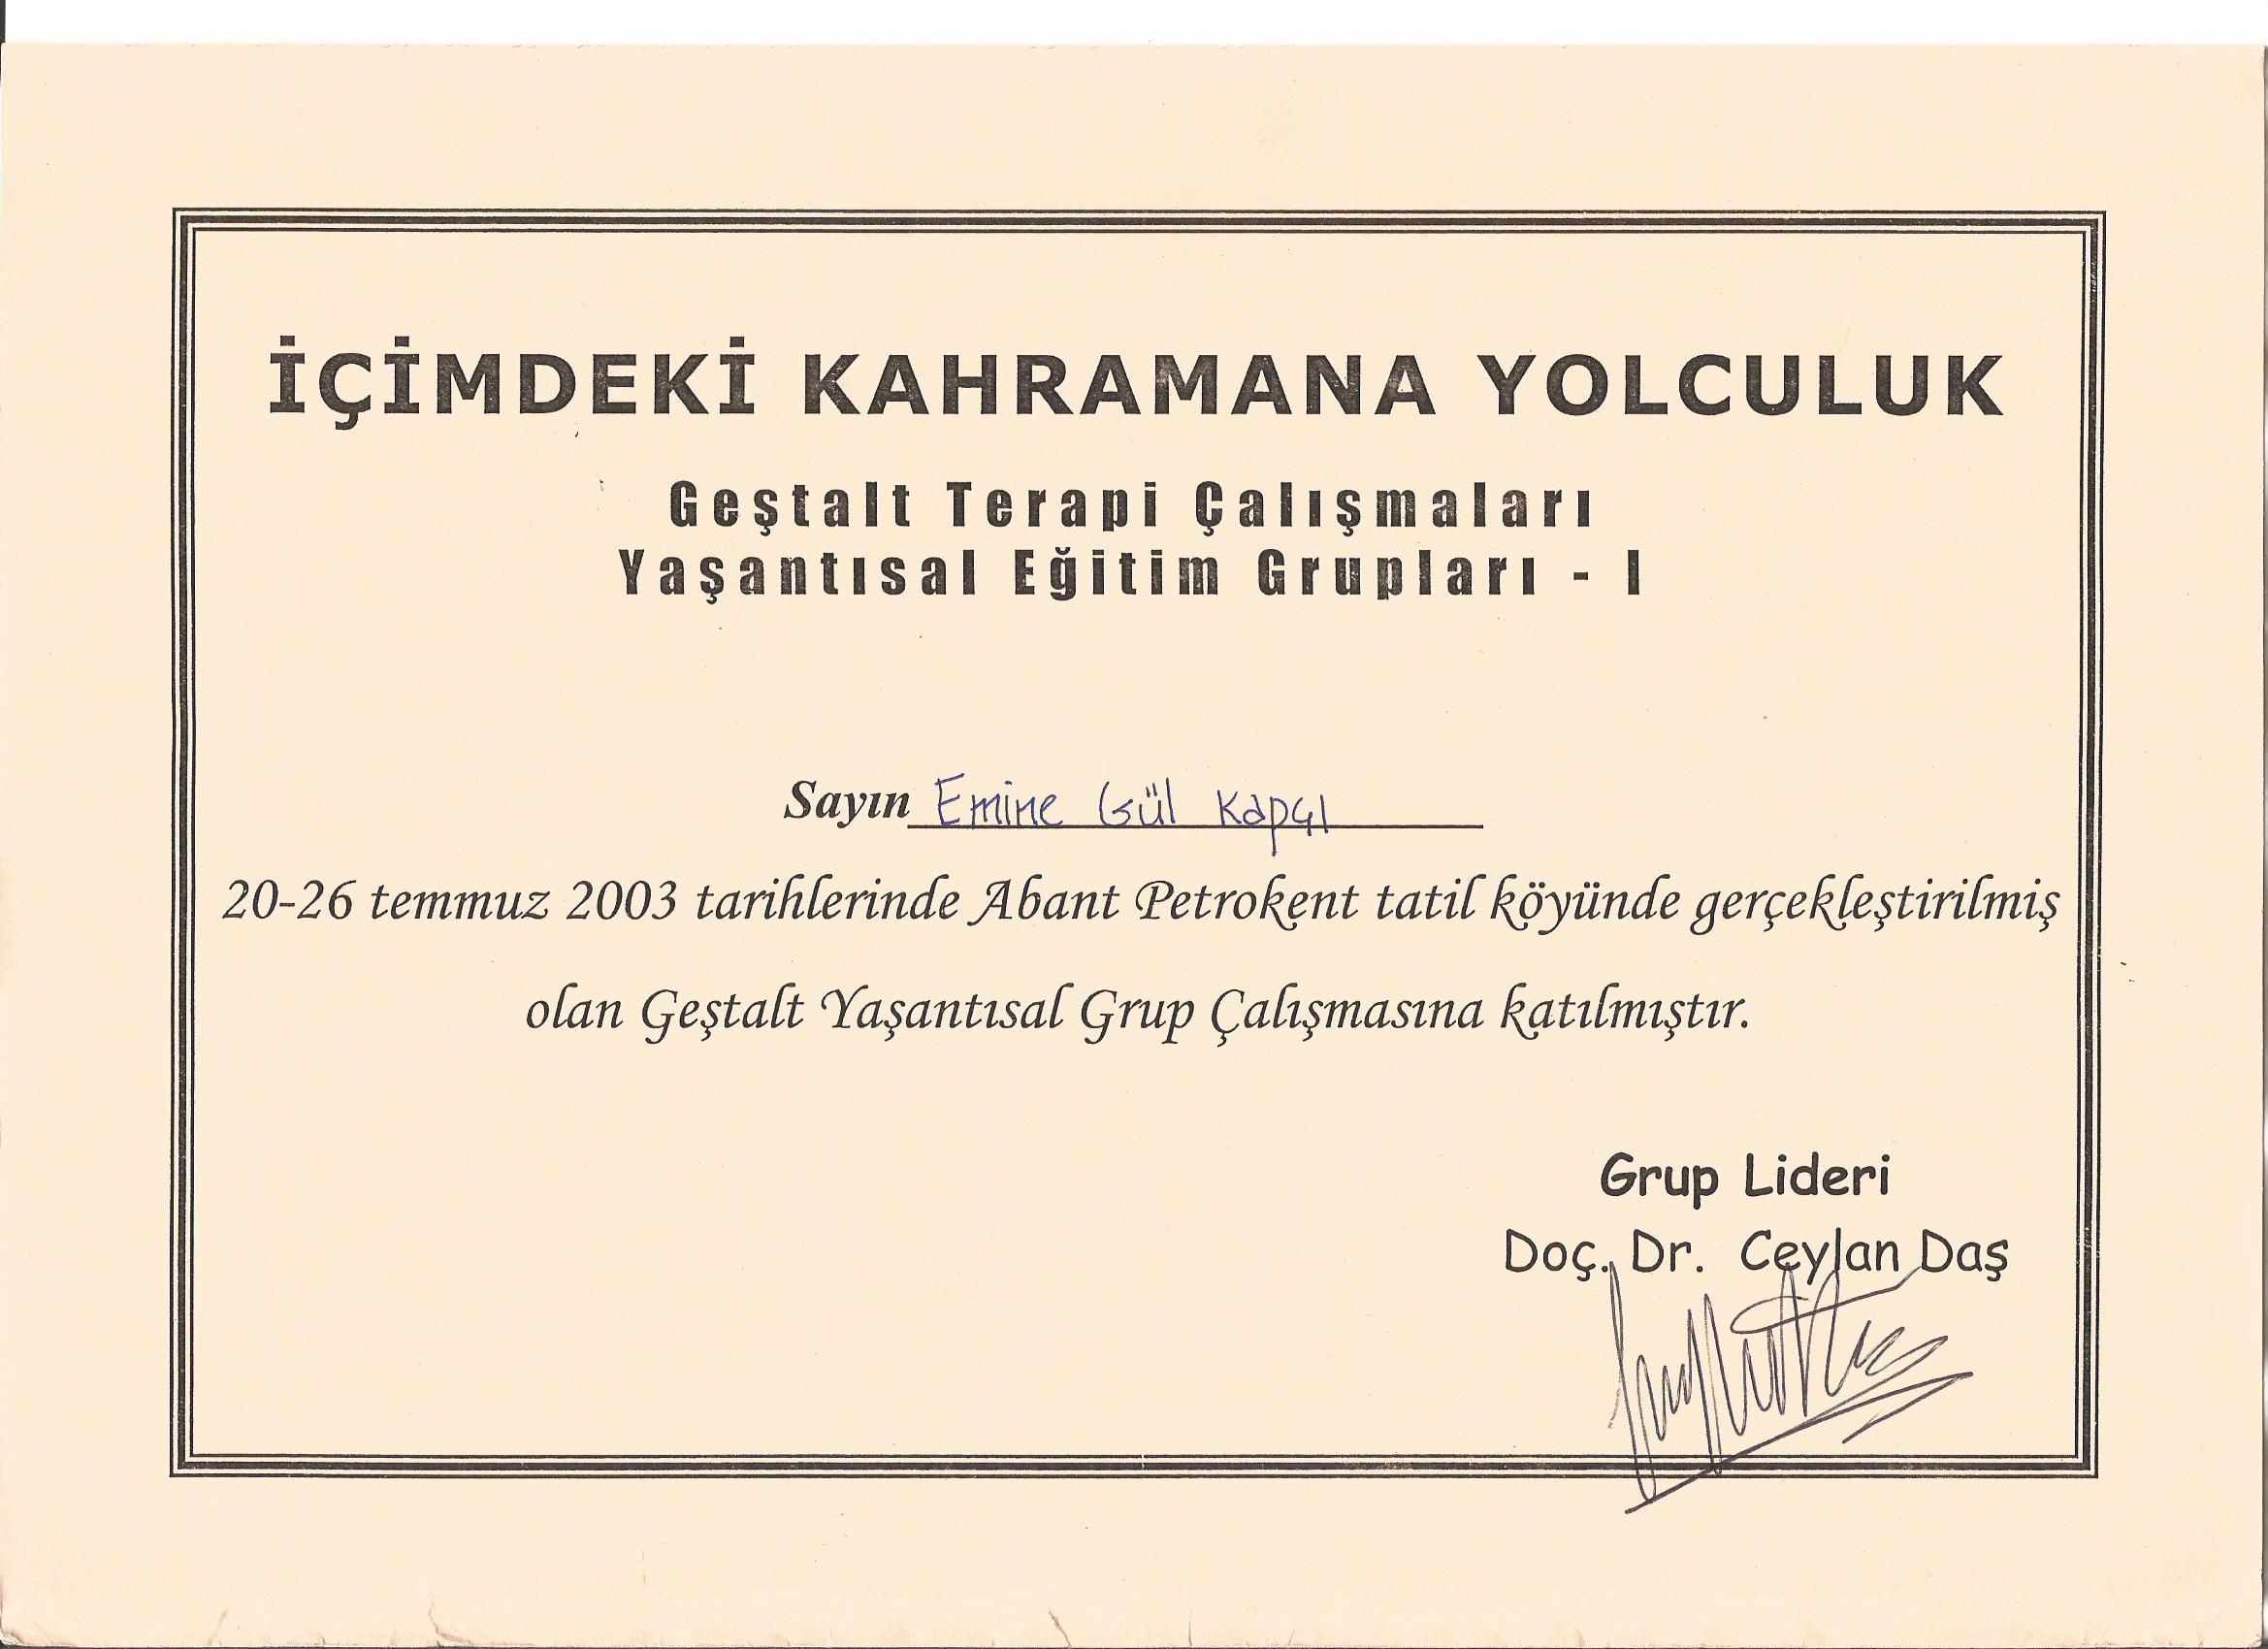 İÇİMDEKİ KAHRAMANA YOLCULUK
Geştalt Terapi Çalışmaları
Yaşantısal Eğitim Grupları - I
Sayın Emine Gül Kapçı
20-26 temmuz 2003 tarihlerinde Abant Petrokent tatil köyünde gerçekleştirilmiş
olan Geştalt Yaşantısal Grup Çalışmasına katılmıştır.
Grup Lideri
Doç. Dr. Ceylan Daş